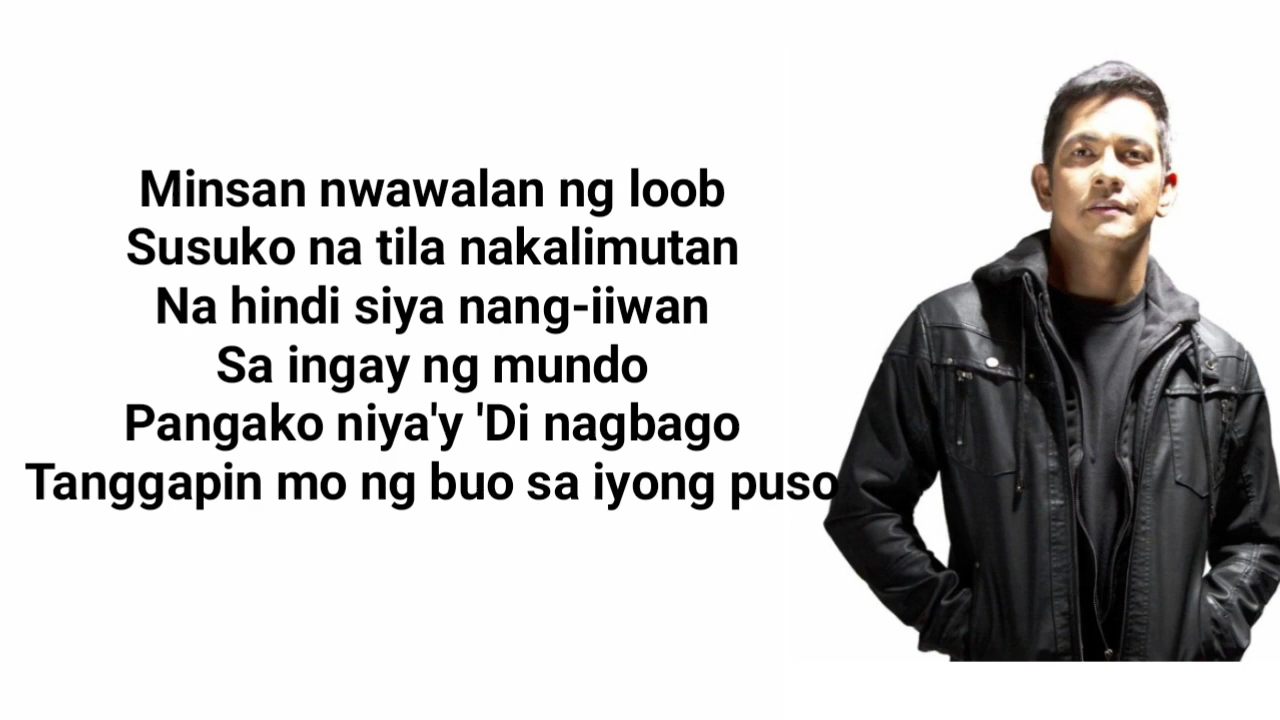 Minsan nwawalan ng loob
Susuko na tila nakalimutan
Na hindi siya nang-iiwan
Sa ingay ng mundo
Pangako niya'y 'Di nagbago
Tanggapin mo ng buo sa iyong puso